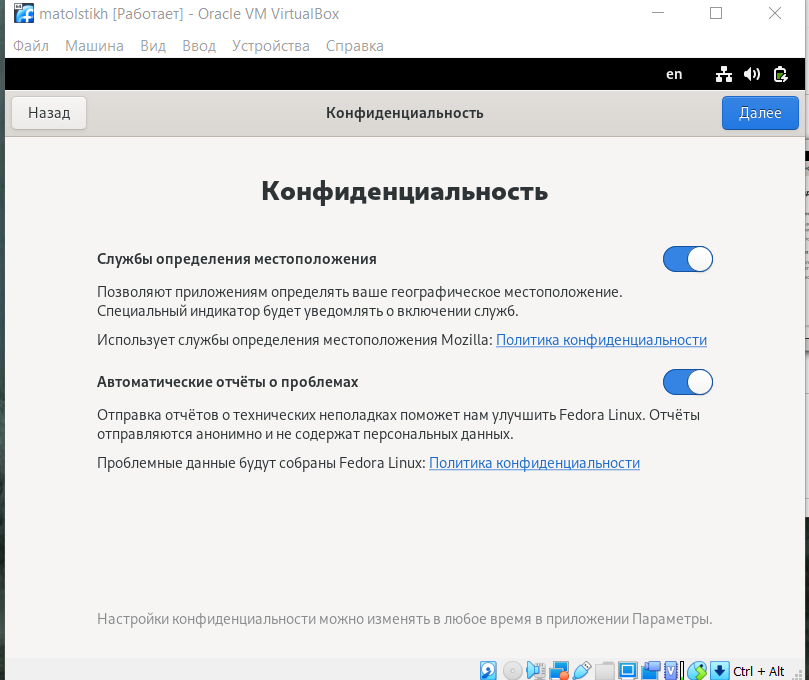 matolstikh [Работает] - Oracle VM VirtualBox
Файл Машина Вид Ввод Устройства Справка
en
Назад Конфиденциальность Далее
Конфиденциальность
Службы определения местоположения
Позволяют приложениям определять ваше географическое местоположение.
Специальный индикатор будет уведомлять о включении служб.
Использует службы определения местоположения Mozilla: Политика конфиденциальности
Автоматические отчёты о проблемах
Отправка отчётов о технических неполадках поможет нам улучшить Fedora Linux. Отчёты
отправляются анонимно и не содержат персональных данных.
Проблемные данные будут собраны Fedora Linux: Политика конфиденциальности
Настройки конфиденциальности можно изменять в любое время в приложении Параметры.
Ctrl + Alt